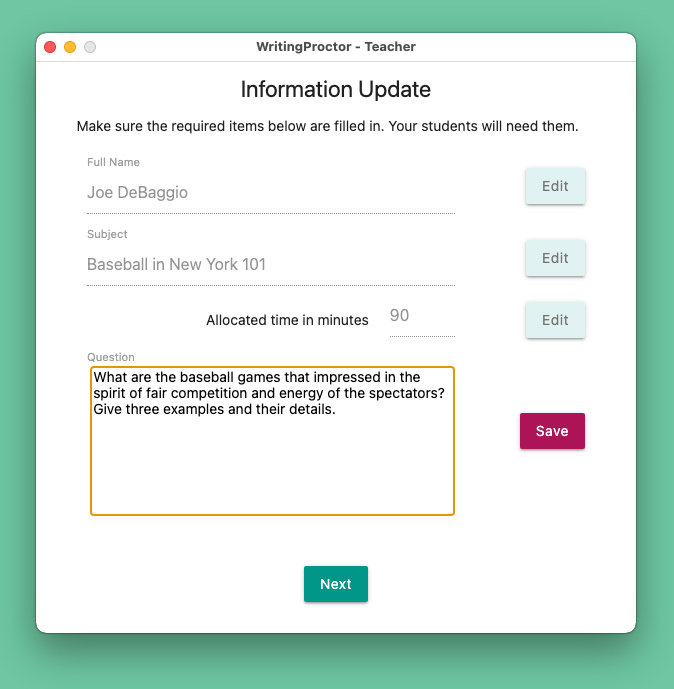 WritingProctor - Teacher
Information Update
Make sure the required items below are filled in. Your students will need them.
Full Name
Joe DeBaggio
Edit
Subject
Baseball in New York 101
Edit
Allocated time in minutes
90
Edit
Question
What are the baseball games that impressed in the
spirit of fair competition and energy of the spectators?
Give three examples and their details.
Save
Next